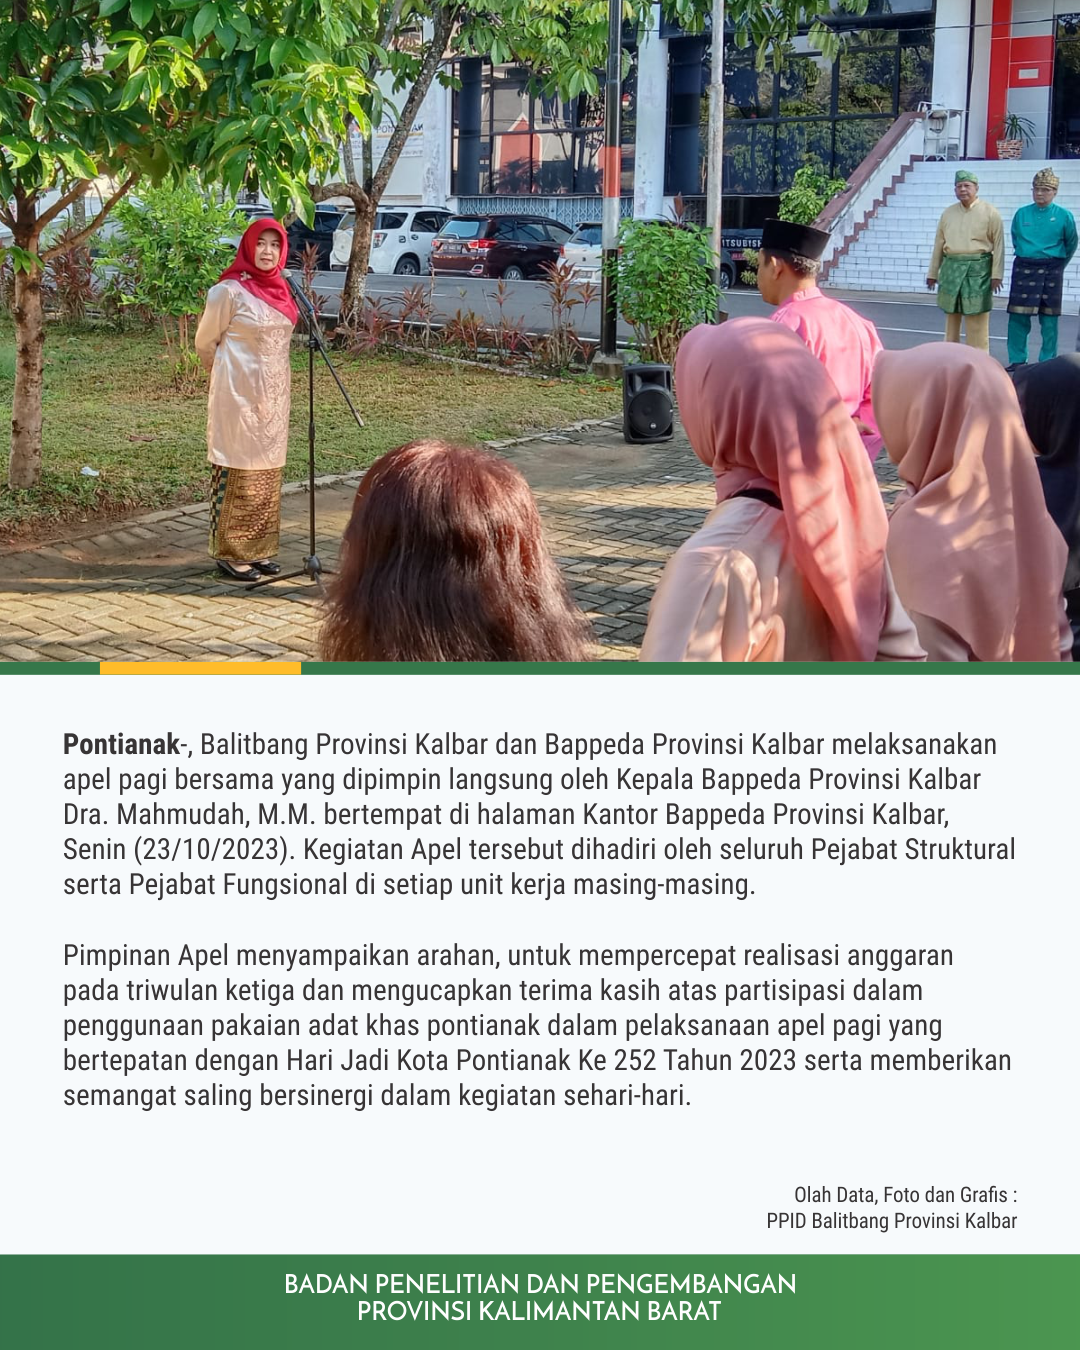 MITSUBISHI
Pontianak-, Balitbang Provinsi Kalbar dan Bappeda Provinsi Kalbar melaksanakan
apel pagi bersama yang dipimpin langsung oleh Kepala Bappeda Provinsi Kalbar
Dra. Mahmudah, M.M. bertempat di halaman Kantor Bappeda Provinsi Kalbar,
Senin (23/10/2023). Kegiatan Apel tersebut dihadiri oleh seluruh Pejabat Struktural
serta Pejabat Fungsional di setiap unit kerja masing-masing.
Pimpinan Apel menyampaikan arahan, untuk mempercepat realisasi anggaran
pada triwulan ketiga dan mengucapkan terima kasih atas partisipasi dalam
penggunaan pakaian adat khas pontianak dalam pelaksanaan apel pagi yang
bertepatan dengan Hari Jadi Kota Pontianak Ke 252 Tahun 2023 serta memberikan
semangat saling bersinergi dalam kegiatan sehari-hari.
Olah Data, Foto dan Grafis :
PPID Balitbang Provinsi Kalbar
BADAN PENELITIAN DAN PENGEMBANGAN
PROVINSI KALIMANTAN BARAT